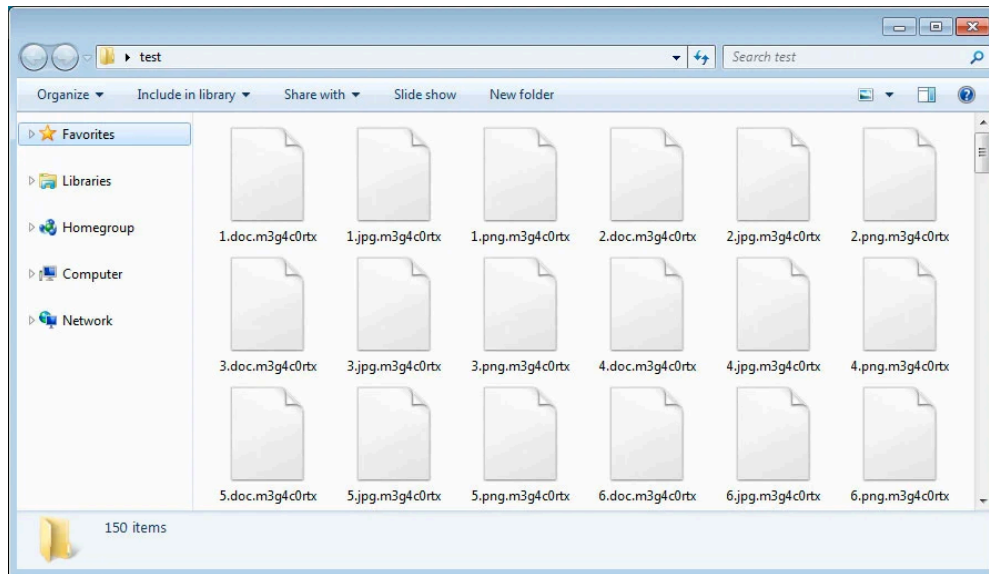 test
Search test
Organize Include in library Share with Slide show New folder
Favorites
Libraries
Homegroup
Computer
Network
1.doc.m3g4c0rtx 1.jpg.m3g4c0rtx 1.png.m3g4c0rtx 2.doc.m3g4c0rtx 2.jpg.m3g4c0rtx 2.png.m3g4c0rtx
3.doc.m3g4c0rtx 3.jpg.m3g4c0rtx 3.png.m3g4c0rtx 4.doc.m3g4c0rtx 4.jpg.m3g4c0rtx 4.png.m3g4c0rtx
5.doc.m3g4c0rtx 5.jpg.m3g4c0rtx 5.png.m3g4c0rtx 6.doc.m3g4c0rtx 6.jpg.m3g4c0rtx 6.png.m3g4c0rtx
150 items